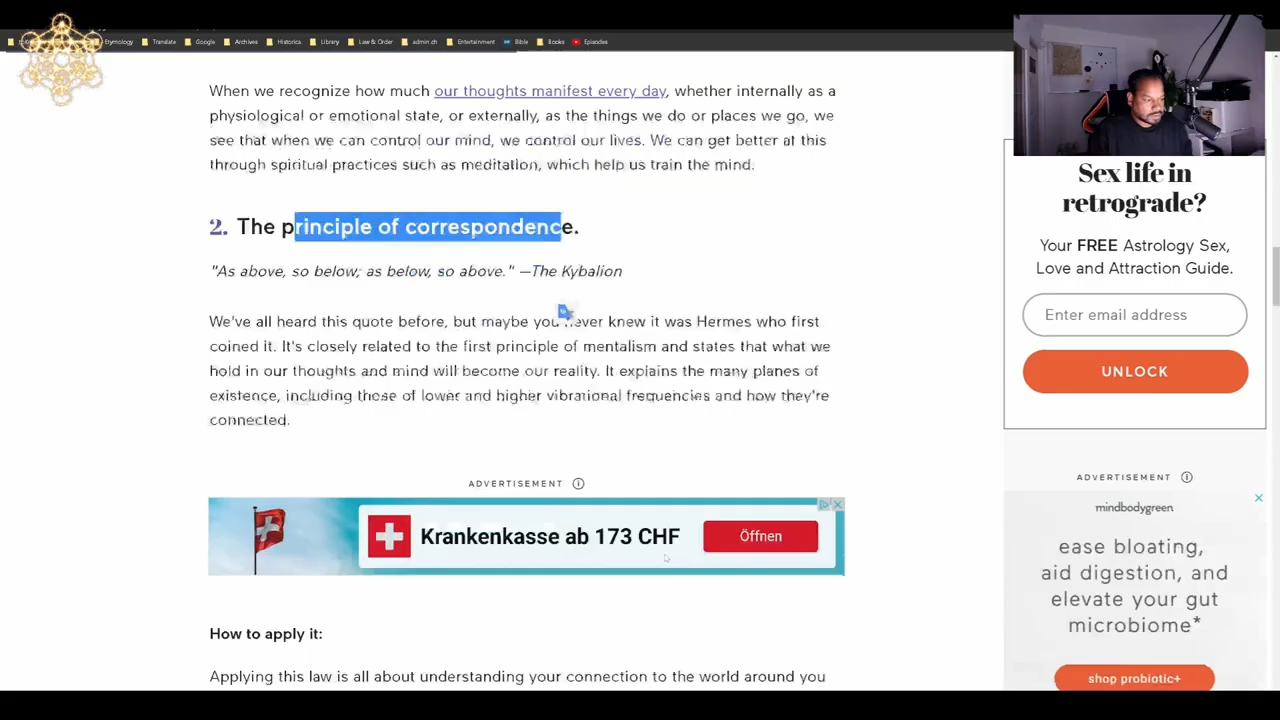 Etymology Translate Google Archives Historica Library Law & Order admin.ch Entertainment Bible Books Episodes
When we recognize how much our thoughts manifest every day, whether internally as a
physiological or emotional state, or externally, as the things we do or places we go, we
see that when we can control our mind, we control our lives. We can get better at this
through spiritual practices such as meditation, which help us train the mind.
2. The principle of correspondence.
"As above, so below; as below, so above." —The Kybalion
We've all heard this quote before, but maybe you never knew it was Hermes who first
coined it. It's closely related to the first principle of mentalism and states that what we
hold in our thoughts and mind will become our reality. It explains the many planes of
existence, including those of lower and higher vibrational frequencies and how they're
connected.
ADVERTISEMENT
Krankenkasse ab 173 CHF
Öffnen
How to apply it:
Applying this law is all about understanding your connection to the world around you
Sex life in
retrograde?
Your FREE Astrology Sex,
Love and Attraction Guide.
Enter email address
UNLOCK
ADVERTISEMENT
mindbodygreen
ease bloating,
aid digestion, and
elevate your gut
microbiome*
shop probiotic+